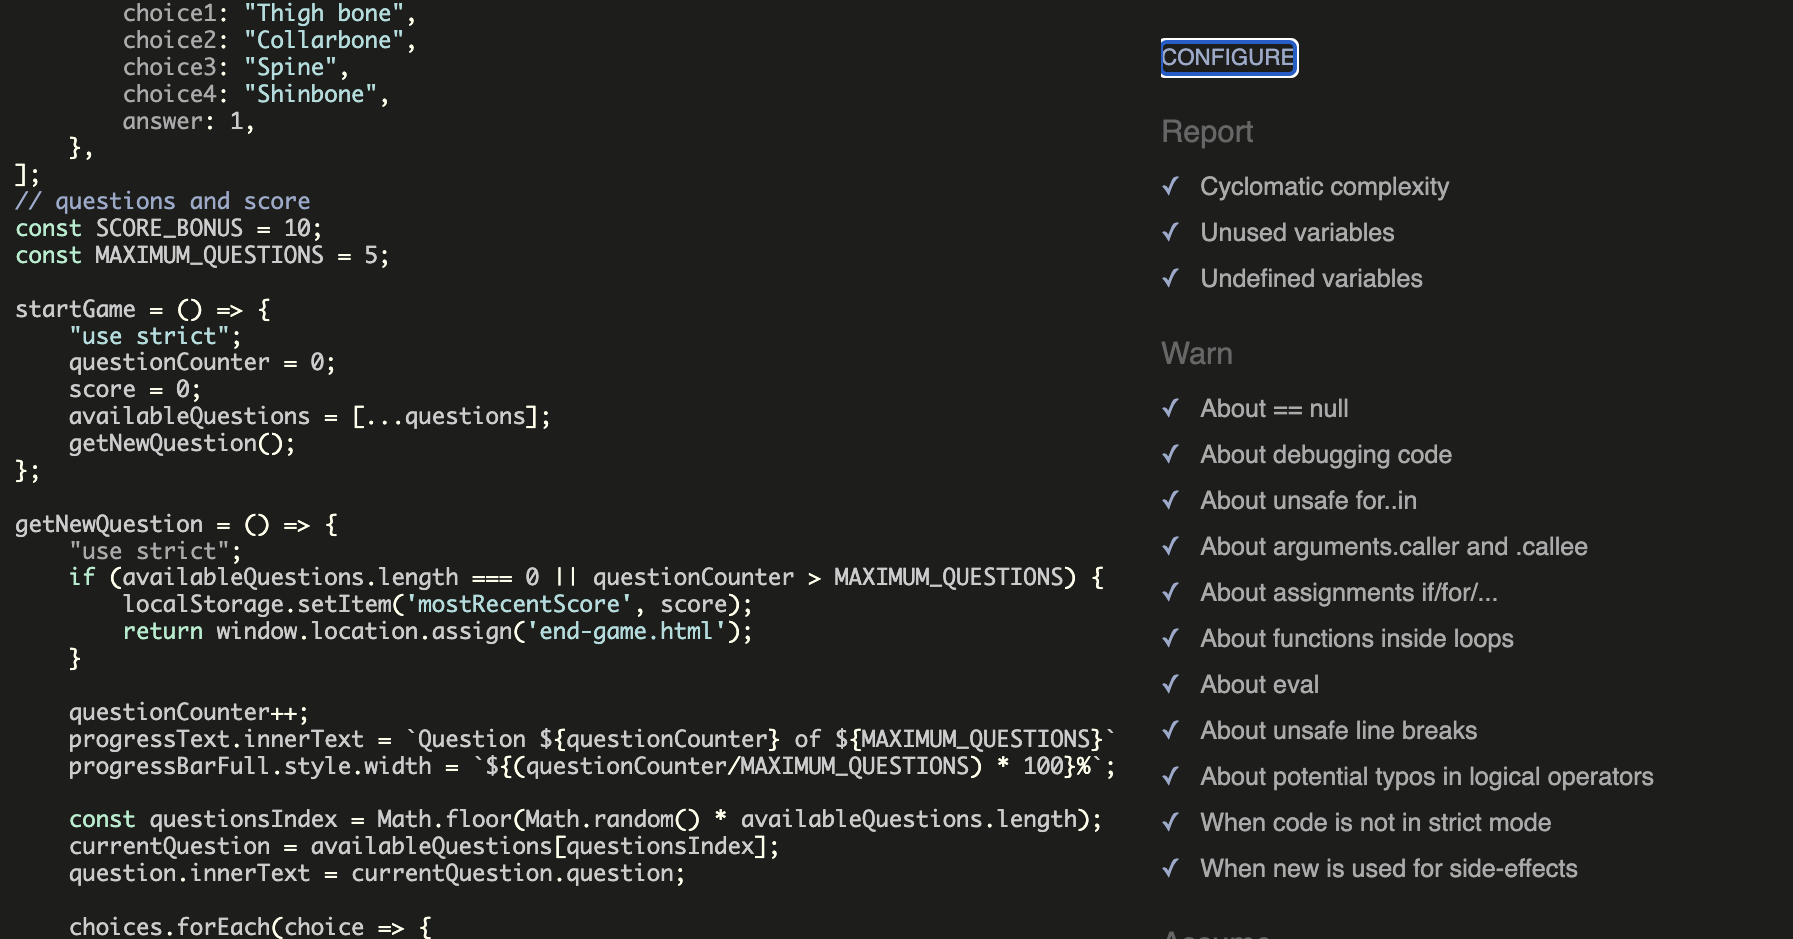 choice1: "Thigh bone",
choice2: "Collarbone",
choice3: "Spine",
choice4: "Shinbone",
answer: 1,
},
];
// questions and score
const SCORE_BONUS = 10;
const MAXIMUM_QUESTIONS = 5;
startGame = () => {
"use strict";
questionCounter = 0;
score = 0;
availableQuestions = [...questions];
getNewQuestion();
};
getNewQuestion = () => {
"use strict";
if (availableQuestions.length === 0 || questionCounter > MAXIMUM_QUESTIONS) {
localStorage.setItem('mostRecentScore', score);
return window.location.assign('end-game.html');
}
questionCounter++;
progressText.innerText = `Question ${questionCounter} of ${MAXIMUM_QUESTIONS}`
progressBarFull.style.width = `${(questionCounter/MAXIMUM_QUESTIONS) * 100}%`;
const questionsIndex = Math.floor(Math.random() * availableQuestions.length);
currentQuestion = availableQuestions[questionsIndex];
question.innerText = currentQuestion.question;
choices.forEach(choice => {
CONFIGURE
Report
✓ Cyclomatic complexity
✓ Unused variables
✓ Undefined variables
Warn
✓ About == null
✓ About debugging code
✓ About unsafe for..in
✓ About arguments.caller and .callee
✓ About assignments if/for/...
✓ About functions inside loops
✓ About eval
✓ About unsafe line breaks
✓ About potential typos in logical operators
✓ When code is not in strict mode
✓ When new is used for side-effects